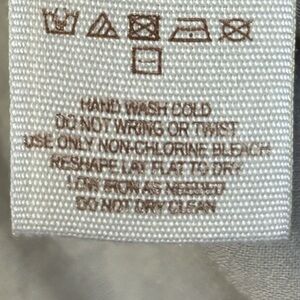 HAND WASH COLD
DO NOT WRING OR TWIST
USE ONLY NON-CHLORINE BLEACH
RESHAPE LAY FLAT TO DRY
LOW IRON AS NEEDED
DO NOT DRY CLEAN